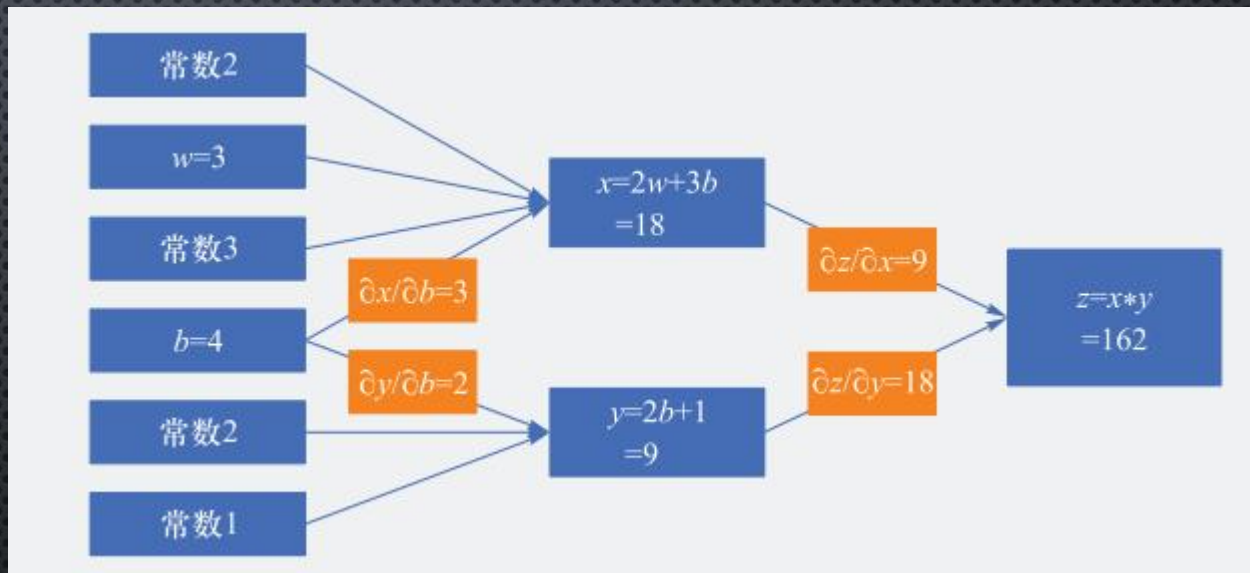 常数2
w=3
常数3
b=4
常数2
常数1
∂x/∂b=3
∂y/∂b=2
x=2w+3b
=18
y=2b+1
=9
∂z/∂x=9
∂z/∂y=18
z=x*y
=162